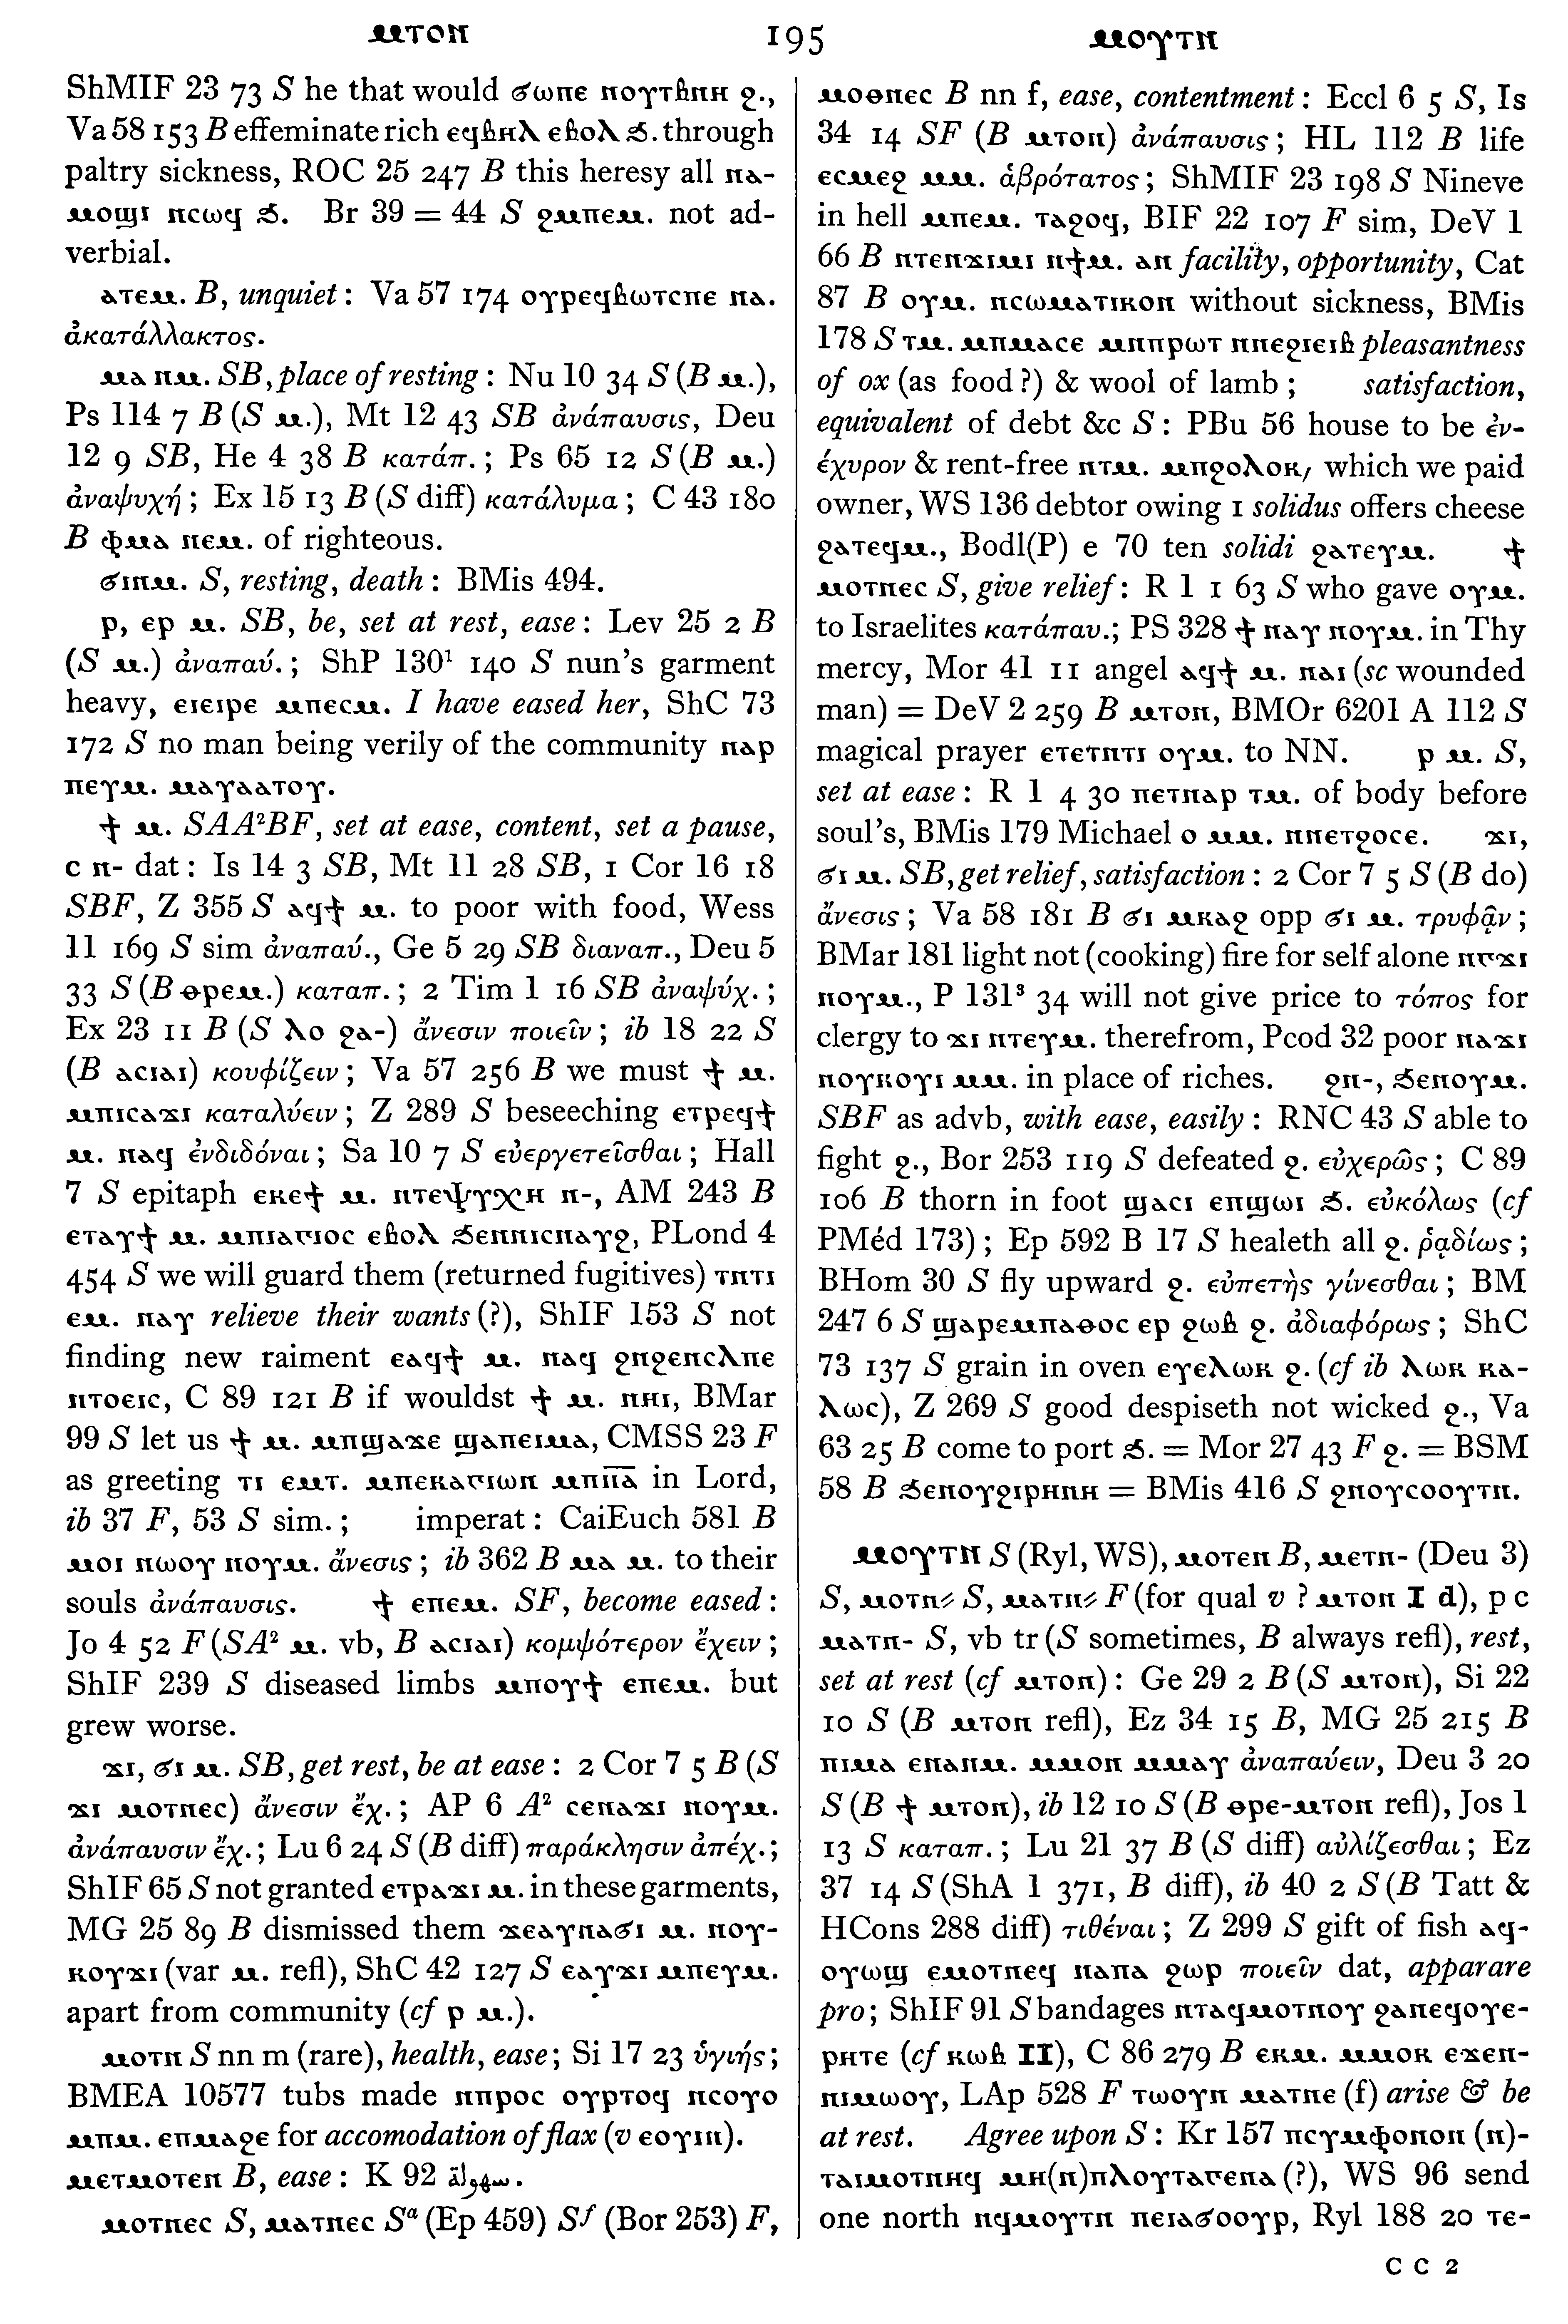 ⲙⲧⲟⲛ 195 ⲙⲟⲩⲧⲛ
ShMIF 23 73 S he that would ϭⲱⲡⲉ ⲛⲟⲩⲧⲃⲛⲏ ϩ.,
Va 58 153 B effeminate rich ⲉϥⲃⲏⲗ ⲉⲃⲟⲗ ϧ. through
paltry sickness, ROC 25 247 B this heresy all ⲛⲁ-
ⲙⲟϣⲓ ⲛⲥⲱϥ ϧ. Br 39 = 44 S ϩⲙⲡⲉⲙ. not ad-
verbial.
ⲁⲧⲉⲙ. B, unquiet : Va 57 174 ⲟⲩⲣⲉϥⲃⲱⲧⲥⲡⲉ ⲛⲁ.
ἀκατάλλακτος.
ⲙⲁ ⲛⲙ. SB, place of resting : Nu 10 34 S (B ⲙ.),
Ps 114 7 B (S ⲙ.), Mt 12 43 SB ἀνάπαυσις, Deu
12 9 SB, He 4 38 B κατάπ. ; Ps 65 12 S (B ⲙ.)
ἀναψυχή ; Ex 15 13 B (S diff) κατάλυμα ; C 43 180
B ⲫⲙⲁ ⲛⲉⲙ. of righteous.
ϭⲓⲛⲙ. S, resting, death : BMis 494.
ⲣ, ⲉⲣ ⲙ. SB, be, set at rest, ease : Lev 25 2 B
(S ⲙ.) ἀναπαύ. ; ShP 130¹ 140 S nun's garment
heavy, ⲉⲓⲉⲓⲣⲉ ⲙⲡⲉⲥⲙ. I have eased her, ShC 73
172 S no man being verily of the community ⲛⲁⲣ
ⲡⲉⲩⲙ. ⲙⲁⲩⲁⲁⲧⲟⲩ.
ϯ ⲙ. SAA²BF, set at ease, content, set a pause,
c ⲛ- dat : Is 14 3 SB, Mt 11 28 SB, 1 Cor 16 18
SBF, Z 355 S ⲁϥϯ ⲙ. to poor with food, Wess
11 169 S sim ἀναπαύ., Ge 5 29 SB διαναπ., Deu 5
33 S (B ⲑⲣⲉⲙ.) καταπ. ; 2 Tim 1 16 SB ἀναψύχ. ;
Ex 23 11 B (S ⲗⲟ ϩⲁ-) ἄνεσιν ποιεῖν ; ib 18 22 S
(B ⲁⲥⲓⲁⲓ) κουφίζειν ; Va 57 256 B we must ϯ ⲙ.
ⲙⲡⲓⲥⲁϫⲓ καταλύειν ; Z 289 S beseeching ⲉⲧⲣⲉϥϯ
ⲙ. ⲛⲁϥ ἐνδιδόναι ; Sa 10 7 S εὐεργετεῖσθαι ; Hall
7 S epitaph ⲉⲕⲉϯ ⲙ. ⲛⲧⲉⲯⲩⲭⲏ ⲛ-, AM 243 B
ⲉⲧⲁⲩϯ ⲙ. ⲙⲡⲓⲁⲅⲓⲟⲥ ⲉⲃⲟⲗ ϧⲉⲛⲛⲓⲥⲛⲁⲩϩ, PLond 4
454 S we will guard them (returned fugitives) ⲧⲛⲧⲓ
ⲉⲙ. ⲛⲁⲩ relieve their wants (?), ShIF 153 S not
finding new raiment ⲉⲁϥϯ ⲙ. ⲛⲁϥ ϩⲛϩⲉⲛⲥⲗⲡⲉ
ⲛⲧⲟⲉⲓⲥ, C 89 121 B if wouldst ϯ ⲙ. ⲛⲏⲓ, BMar
99 S let us ϯ ⲙ. ⲙⲡϣⲁϫⲉ ϣⲁⲡⲉⲓⲙⲁ, CMSS 23 F
as greeting ⲧⲓ ⲉⲙⲧ. ⲙⲡⲉⲕⲁⲅⲓⲱⲛ ⲙⲡⲛ̅ⲁ̅ in Lord,
ib 37 F, 53 S sim. ; imperat : CaiEuch 581 B
ⲙⲟⲓ ⲛⲱⲟⲩ ⲛⲟⲩⲙ. ἄνεσις ; ib 362 B ⲙⲁ ⲙ. to their
souls ἀνάπαυσις. ϯ ⲉⲡⲉⲙ. SF, become eased :
Jo 4 52 F (SA² ⲙ. vb, B ⲁⲥⲓⲁⲓ) κομψότερον ἔχειν ;
ShIF 239 S diseased limbs ⲙⲡⲟⲩϯ ⲉⲡⲉⲙ. but
grew worse.
ϫⲓ, ϭⲓ ⲙ. SB, get rest, be at ease : 2 Cor 7 5 B (S
ϫⲓ ⲙⲟⲧⲛⲉⲥ) ἄνεσιν ἔχ. ; AP 6 A² ⲥⲉⲛⲁϫⲓ ⲛⲟⲩⲙ.
ἀνάπαυσιν ἔχ. ; Lu 6 24 S (B diff) παράκλησιν ἀπέχ. ;
ShIF 65 S not granted ⲉⲧⲣⲁϫⲓ ⲙ. in these garments,
MG 25 89 B dismissed them ϫⲉⲁⲩⲛⲁϭⲓ ⲙ. ⲛⲟⲩ-
ⲕⲟⲩϫⲓ (var ⲙ. refl), ShC 42 127 S ⲉⲁⲩϫⲓ ⲙⲡⲉⲩⲙ.
apart from community (cf ⲣ ⲙ.).
ⲙⲟⲧⲛ S nn m (rare), health, ease ; Si 17 23 ὑγιής ;
BMEA 10577 tubs made ⲛⲡⲣⲟⲥ ⲟⲩⲣⲧⲟϥ ⲛⲥⲟⲩⲟ
ⲙⲡⲙ. ⲉⲡⲙⲁϩⲉ for accomodation of flax (v ⲉⲟⲩⲓⲛ).
ⲙⲉⲧⲙⲟⲧⲉⲛ B, ease : K 92 سهولة.
ⲙⲟⲧⲛⲉⲥ S, ⲙⲁⲧⲛⲉⲥ Sᵃ (Ep 459) Sᶠ (Bor 253) F,
ⲙⲟⲑⲛⲉⲥ B nn f, ease, contentment : Eccl 6 5 S, Is
34 14 SF (B ⲙⲧⲟⲛ) ἀνάπαυσις ; HL 112 B life
ⲉⲥⲙⲉϩ ⲙⲙ. ἁβρότατος ; ShMIF 23 198 S Nineve
in hell ⲙⲡⲉⲙ. ⲧⲁϩⲟϥ, BIF 22 107 F sim, DeV 1
66 B ⲛⲧⲉⲛϫⲓⲙⲓ ⲛϯⲙ. ⲁⲛ facility, opportunity, Cat
87 B ⲟⲩⲙ. ⲛⲥⲱⲙⲁⲧⲓⲕⲟⲛ without sickness, BMis
178 S ⲧⲙ. ⲙⲡⲙⲁⲥⲉ ⲙⲛⲡⲣⲱⲧ ⲛⲛⲉϩⲓⲉⲓⲃ pleasantness
of ox (as food ?) & wool of lamb ; satisfaction,
equivalent of debt &c S : PBu 56 house to be ἐν-
έχυρον & rent-free ⲛⲧⲙ. ⲙⲡϩⲟⲗⲟⲕ/ which we paid
owner, WS 136 debtor owing 1 solidus offers cheese
ϩⲁⲧⲉϥⲙ., Bodl(P) e 70 ten solidi ϩⲁⲧⲉⲩⲙ. ϯ
ⲙⲟⲧⲛⲉⲥ S, give relief : R 1 1 63 S who gave ⲟⲩⲙ.
to Israelites κατάπαυ. ; PS 328 ϯ ⲛⲁⲩ ⲛⲟⲩⲙ. in Thy
mercy, Mor 41 11 angel ⲁϥϯ ⲙ. ⲛⲁⲓ (sc wounded
man) = DeV 2 259 B ⲙⲧⲟⲛ, BMOr 6201 A 112 S
magical prayer ⲉⲧⲉⲧⲛⲧⲓ ⲟⲩⲙ. to NN. ⲣ ⲙ. S,
set at ease : R 1 4 30 ⲡⲉⲧⲛⲁⲣ ⲧⲙ. of body before
soul's, BMis 179 Michael ⲟ ⲙⲙ. ⲛⲛⲉⲧϩⲟⲥⲉ. ϫⲓ,
ϭⲓ ⲙ. SB, get relief, satisfaction : 2 Cor 7 5 S (B do)
ἄνεσις ; Va 58 181 B ϭⲓ ⲙⲕⲁϩ opp ϭⲓ ⲙ. τρυφᾷν ;
BMar 181 light not (cooking) fire for self alone ⲛⲅϫⲓ
ⲛⲟⲩⲙ., P 131³ 34 will not give price to τόπος for
clergy to ϫⲓ ⲛⲧⲉⲩⲙ. therefrom, Pcod 32 poor ⲛⲁϫⲓ
ⲛⲟⲩⲕⲟⲩⲓ ⲙⲙ. in place of riches. ϩⲛ-, ϧⲉⲛⲟⲩⲙ.
SBF as advb, with ease, easily : RNC 43 S able to
fight ϩ., Bor 253 119 S defeated ϩ. εὐχερῶς ; C 89
106 B thorn in foot ϣⲁⲥⲓ ⲉⲡϣⲱⲓ ϧ. εὐκόλως (cf
PMéd 173) ; Ep 592 B 17 S healeth all ϩ. ῥᾳδίως ;
BHom 30 S fly upward ϩ. εὐπετὴς γίνεσθαι ; BM
247 6 S ϣⲁⲣⲉⲙⲡⲁⲑⲟⲥ ⲉⲣ ϩⲱⲃ ϩ. ἀδιαφόρως ; ShC
73 137 S grain in oven ⲉⲩⲉⲗⲱⲕ ϩ. (cf ib ⲗⲱⲕ ⲕⲁ-
ⲗⲱⲥ), Z 269 S good despiseth not wicked ϩ., Va
63 25 B come to port ϧ. = Mor 27 43 F ϩ. = BSM
58 B ϧⲉⲛⲟⲩϩⲓⲣⲏⲛⲏ = BMis 416 S ϩⲛⲟⲩⲥⲟⲟⲩⲧⲛ.
ⲙⲟⲩⲧⲛ S (Ryl, WS), ⲙⲟⲧⲉⲛ B, ⲙⲉⲧⲛ- (Deu 3)
S, ⲙⲟⲧⲛ⸗ S, ⲙⲁⲧⲛ⸗ F (for qual v ? ⲙⲧⲟⲛ I d), p c
ⲙⲁⲧⲛ- S, vb tr (S sometimes, B always refl), rest,
set at rest (cf ⲙⲧⲟⲛ) : Ge 29 2 B (S ⲙⲧⲟⲛ), Si 22
10 S (B ⲙⲧⲟⲛ refl), Ez 34 15 B, MG 25 215 B
ⲡⲓⲙⲁ ⲉⲛⲁⲛⲙ. ⲙⲙⲟⲛ ⲙⲙⲁⲩ ἀναπαύειν, Deu 3 20
S (B ϯ ⲙⲧⲟⲛ), ib 12 10 S (B ⲑⲣⲉ-ⲙⲧⲟⲛ refl), Jos 1
13 S καταπ. ; Lu 21 37 B (S diff) αὐλίζεσθαι ; Ez
37 14 S (ShA 1 371, B diff), ib 40 2 S (B Tatt &
HCons 288 diff) τιθέναι ; Z 299 S gift of fish ⲁϥ-
ⲟⲩⲱϣ ⲉⲙⲟⲧⲛⲉϥ ⲛⲁⲡⲁ ϩⲱⲣ ποιεῖν dat, apparare
pro ; ShIF 91 S bandages ⲛⲧⲁϥⲙⲟⲧⲛⲟⲩ ϩⲁⲛⲉϥⲟⲩⲉ-
ⲣⲏⲧⲉ (cf ⲕⲱⲃ II), C 86 279 B ⲉⲕⲙ. ⲙⲙⲟⲕ ⲉϫⲉⲛ-
ⲛⲓⲙⲱⲟⲩ, LAp 528 F ⲧⲱⲟⲩⲛ ⲙⲁⲧⲛⲉ (f) arise & be
at rest. Agree upon S : Kr 157 ⲡⲥⲩⲙⲫⲟⲛⲟⲛ (ⲛ)-
ⲧⲁⲓⲙⲟⲧⲛⲏϥ ⲙⲏ(ⲛ)ⲡⲗⲟⲩⲧⲁⲅⲉⲛⲁ (?), WS 96 send
one north ⲛϥⲙⲟⲩⲧⲛ ⲡⲉⲓⲁϭⲟⲟⲩⲣ, Ryl 188 20 ⲧⲉ-
C C 2